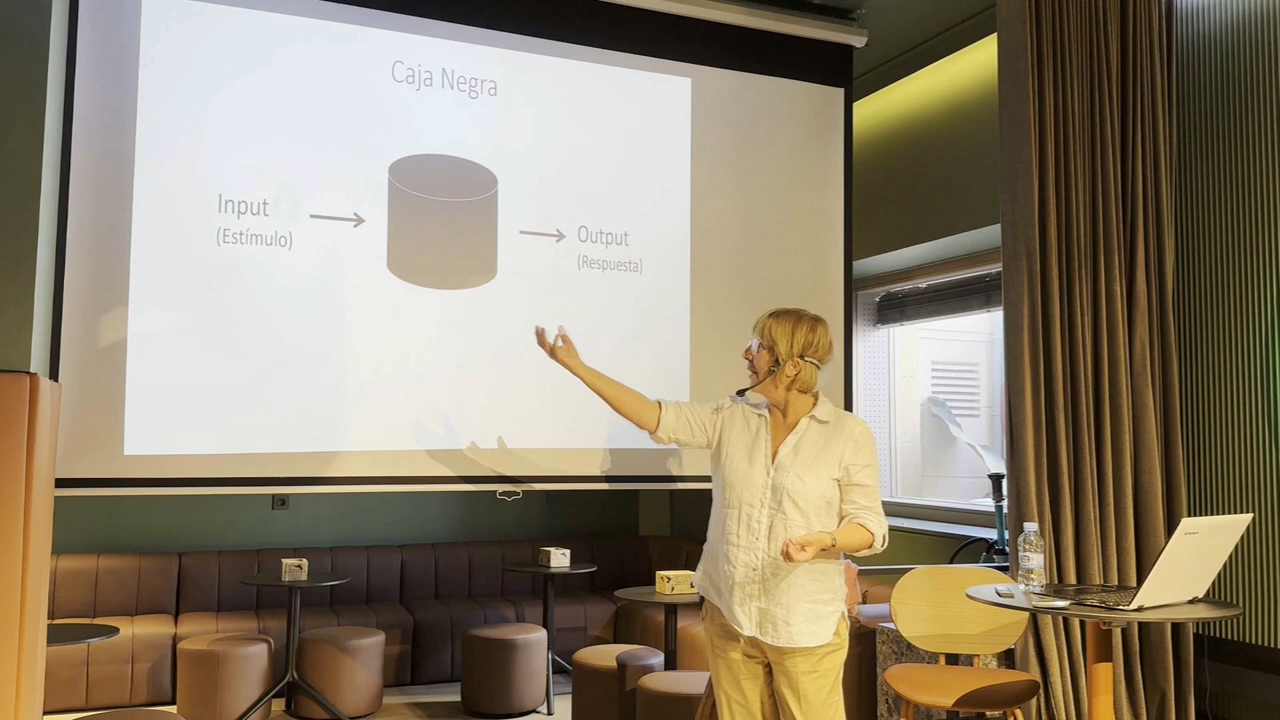 Caja Negra
Input
(Estímulo)
Output
(Respuesta)